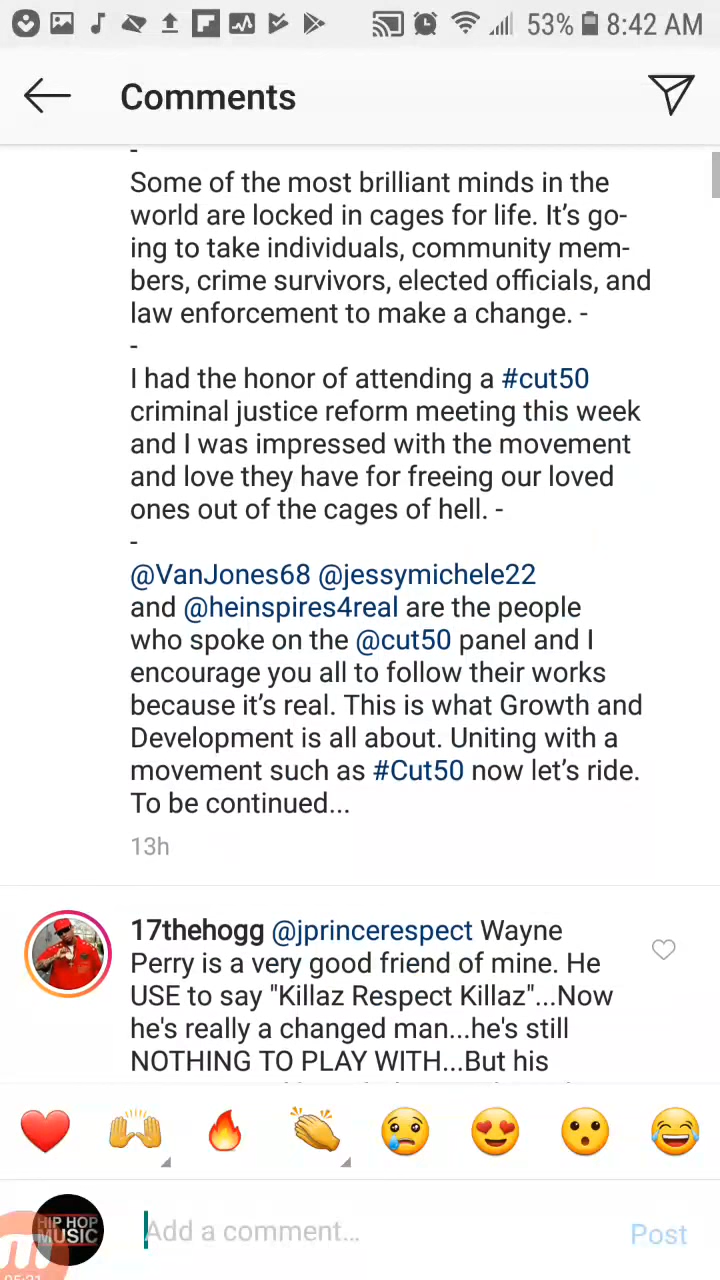 53% 8:42 AM
Comments
-
Some of the most brilliant minds in the
world are locked in cages for life. It’s go-
ing to take individuals, community mem-
bers, crime survivors, elected officials, and
law enforcement to make a change. -
-
I had the honor of attending a #cut50
criminal justice reform meeting this week
and I was impressed with the movement
and love they have for freeing our loved
ones out of the cages of hell. -
-
@VanJones68 @jessymichele22
and @heinspires4real are the people
who spoke on the @cut50 panel and I
encourage you all to follow their works
because it’s real. This is what Growth and
Development is all about. Uniting with a
movement such as #Cut50 now let’s ride.
To be continued...
13h
17thehogg @jprincerespect Wayne
Perry is a very good friend of mine. He
USE to say "Killaz Respect Killaz"...Now
he's really a changed man...he's still
NOTHING TO PLAY WITH...But his
HIP HOP
MUSIC
Add a comment...
Post